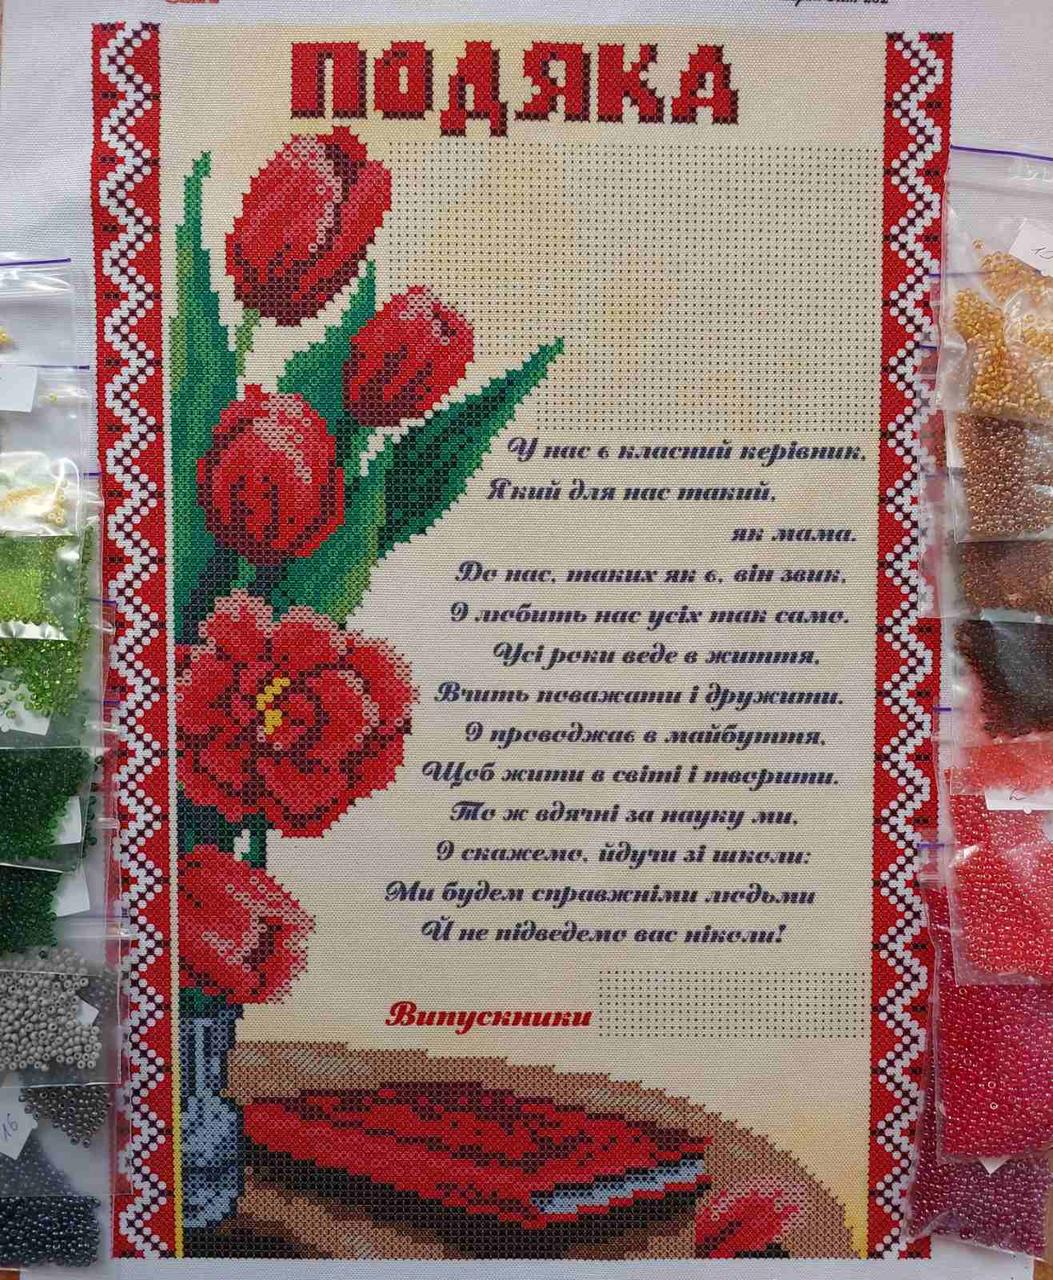 ПОДЯКА
У нас є класний керівник,
Який для нас такий,
як мама.
До нас, таких як є, він звик,
Й любить нас усіх так само.
Усі роки веде в життя,
Вчить поважати і дружити.
Й проводжає в майбуття,
Щоб жити в світі і творити.
То ж вдячні за науку ми,
Й скажемо, йдучи зі школи:
Ми будем справжніми людьми
Й не підведемо вас ніколи!
Випускники
16